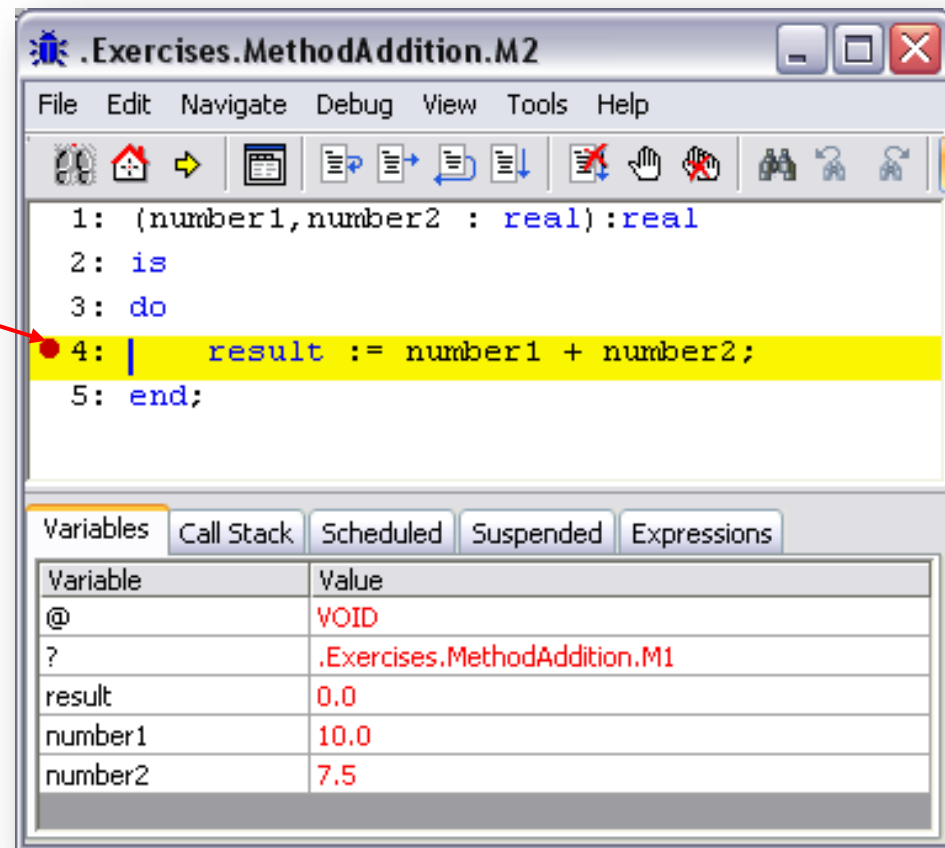 .Exercises.MethodAddition.M2
File Edit Navigate Debug View Tools Help
1: (number1,number2 : real):real
2: is
3: do
4: result := number1 + number2;
5: end;
Variables Call Stack Scheduled Suspended Expressions
Variable Value
@ VOID
? .Exercises.MethodAddition.M1
result 0.0
number1 10.0
number2 7.5